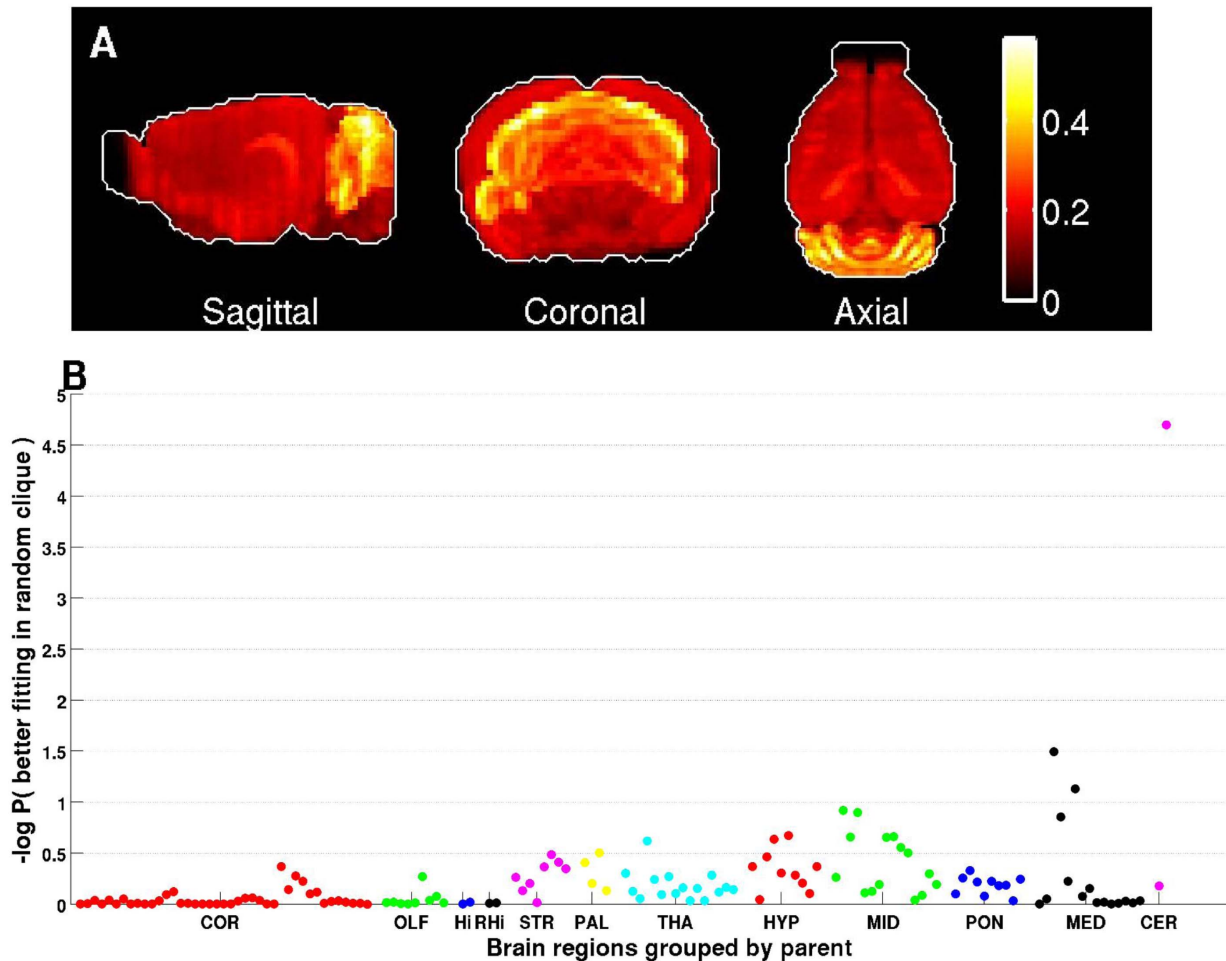 A
0.4
0.2
0
Sagittal
Coronal
Axial
B
-log P( better fitting in random clique )
5
4.5
4
3.5
3
2.5
2
1.5
1
0.5
0
COR
OLF
Hi
RHi
STR
PAL
THA
HYP
MID
PON
MED
CER
Brain regions grouped by parent